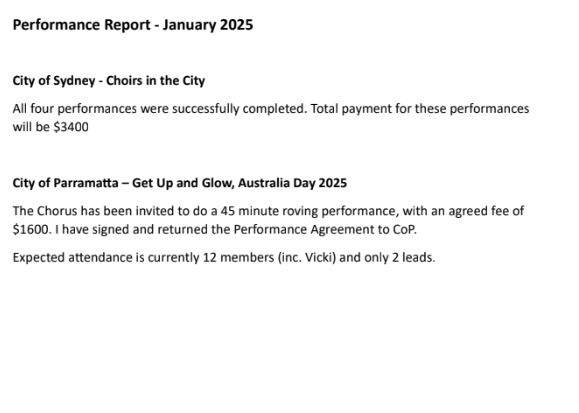 Performance Report - January 2025
City of Sydney - Choirs in the City
All four performances were successfully completed. Total payment for these performances
will be $3400
City of Parramatta – Get Up and Glow, Australia Day 2025
The Chorus has been invited to do a 45 minute roving performance, with an agreed fee of
$1600. I have signed and returned the Performance Agreement to CoP.
Expected attendance is currently 12 members (inc. Vicki) and only 2 leads.